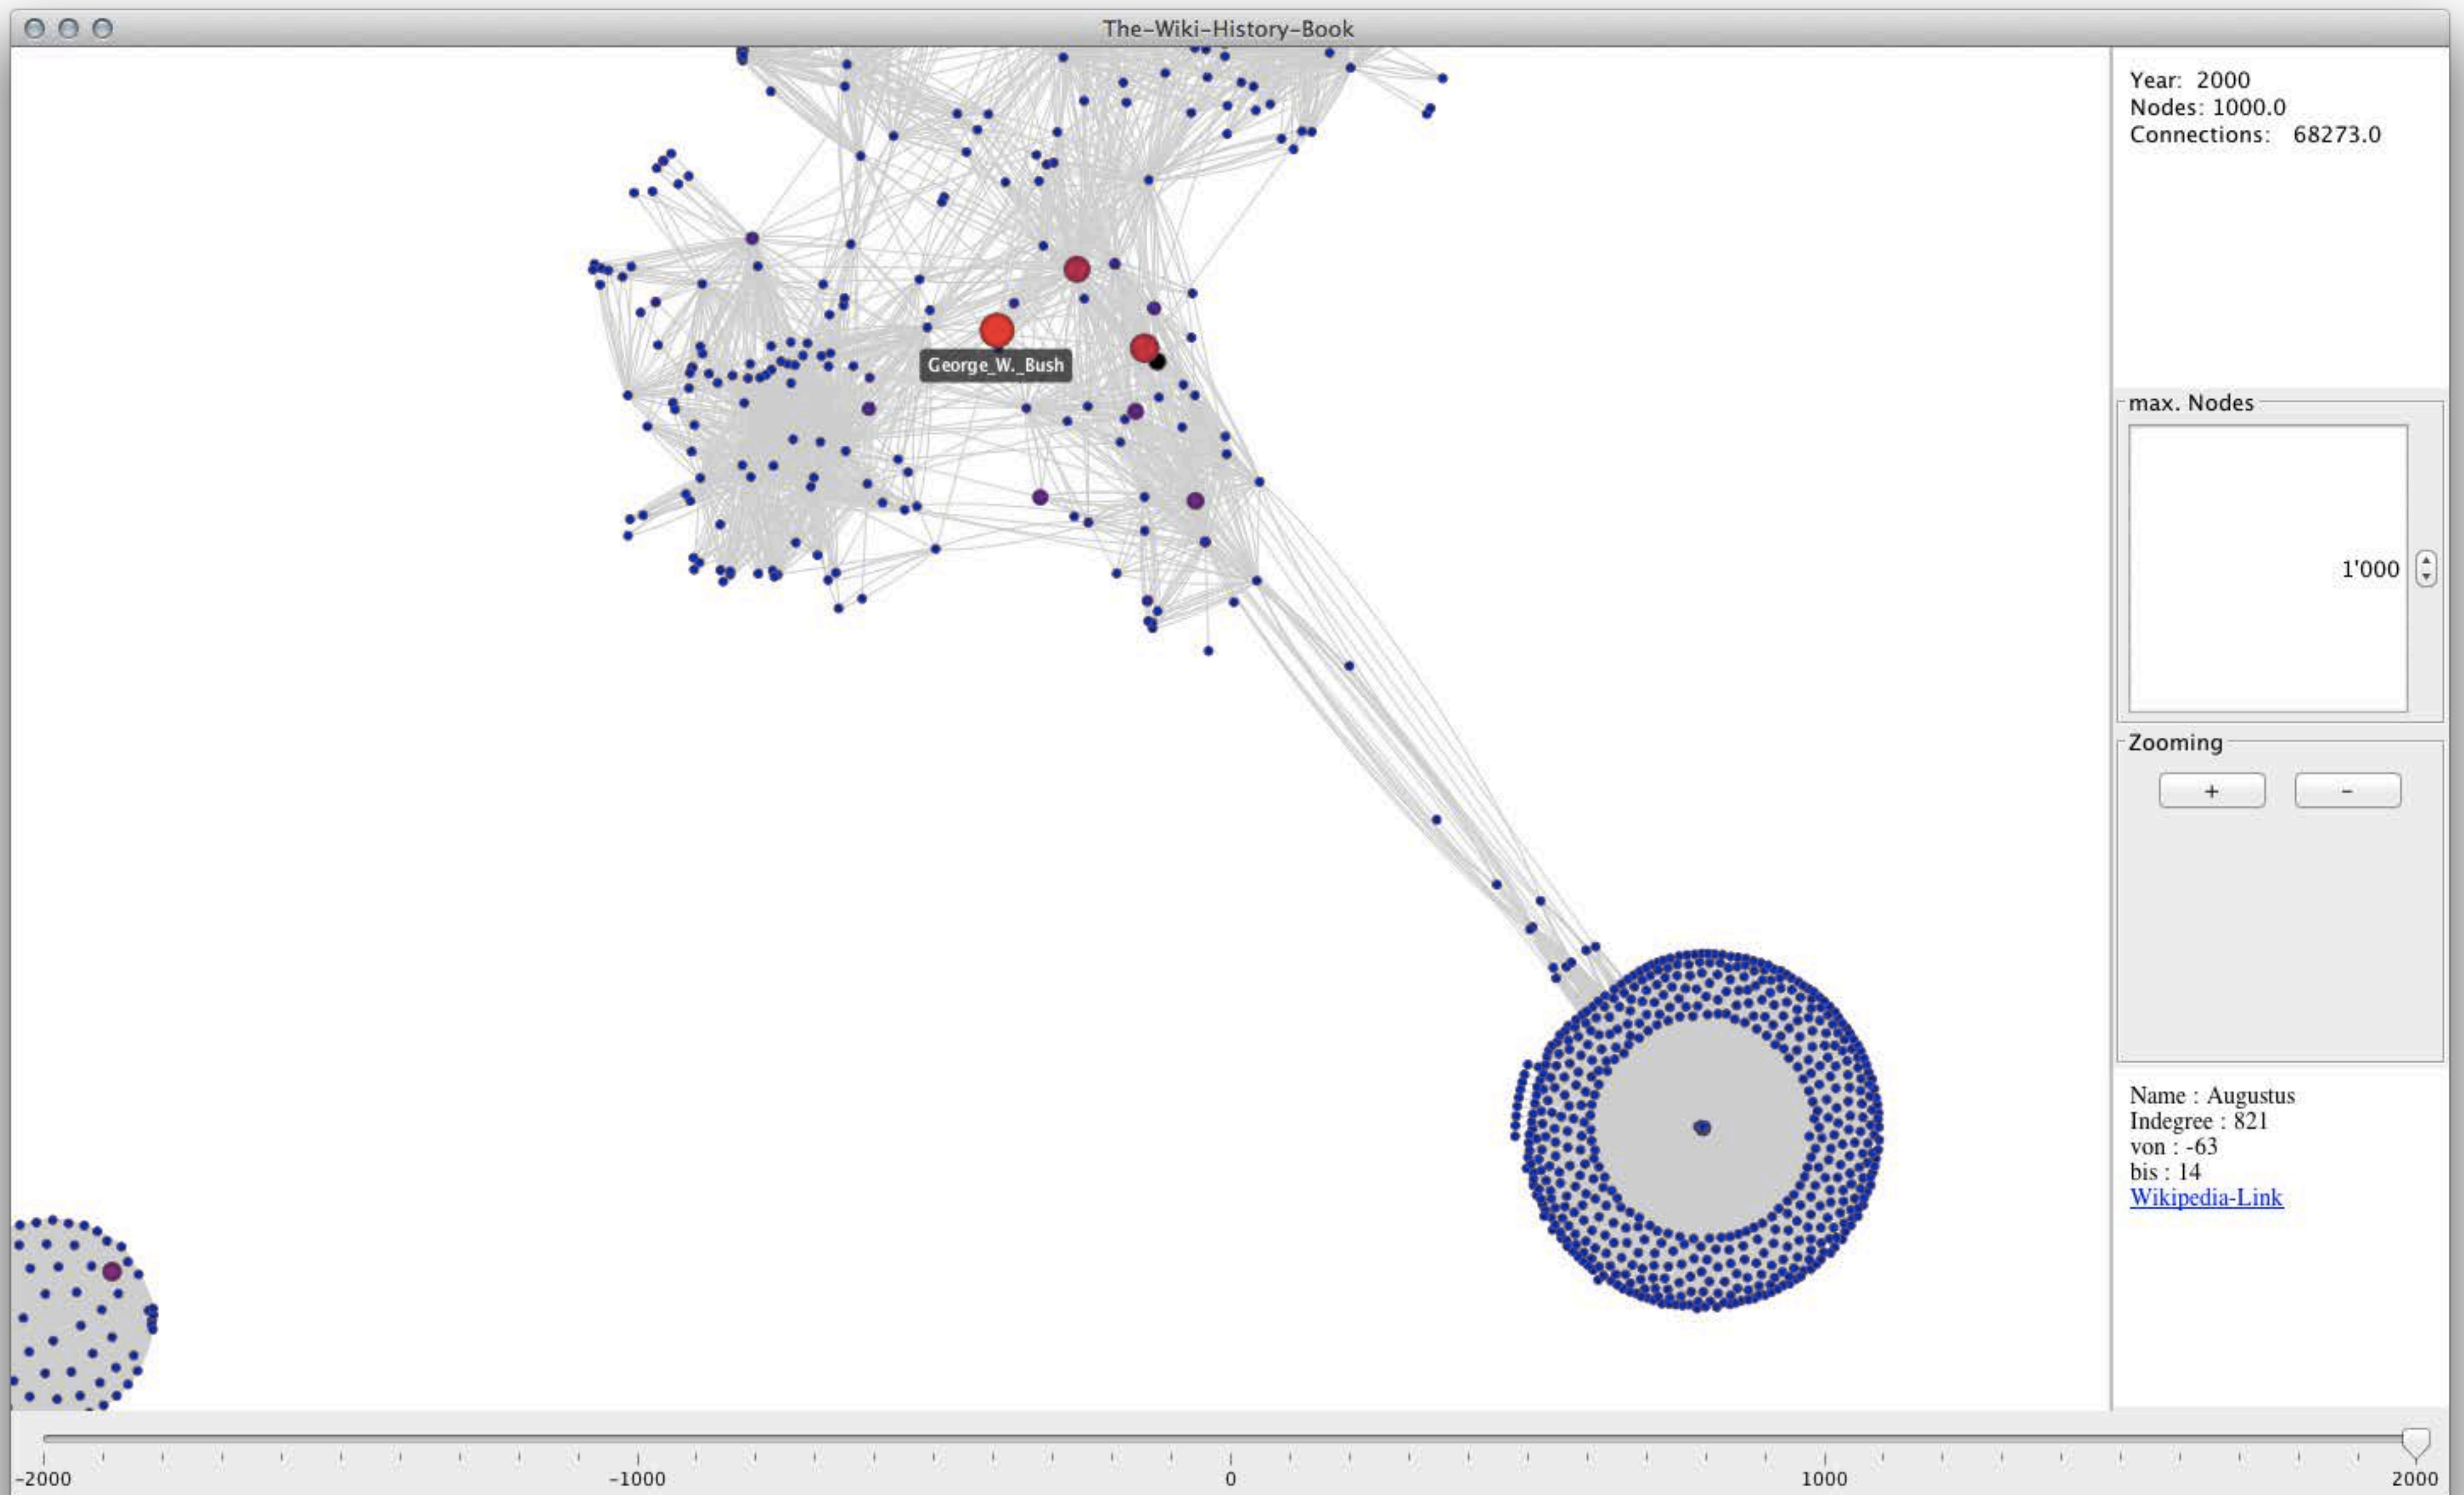 The-Wiki-History-Book
Year: 2000
Nodes: 1000.0
Connections: 68273.0
George_W._Bush
max. Nodes
1'000
Zooming
+ -
Name : Augustus
Indegree : 821
von : -63
bis : 14
Wikipedia-Link
-2000 -1000 0 1000 2000